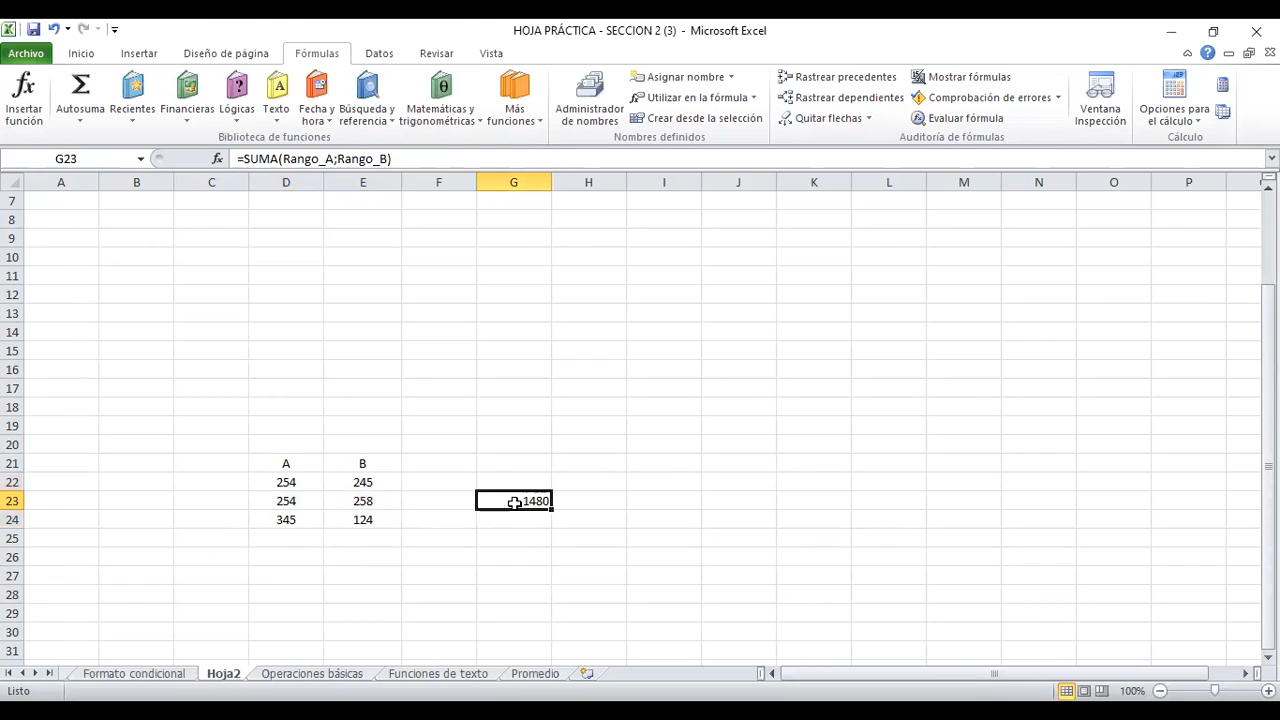 HOJA PRÁCTICA - SECCION 2 (3) - Microsoft Excel
Archivo Inicio Insertar Diseño de página Fórmulas Datos Revisar Vista
Insertar función
Autosuma
Recientes
Financieras
Lógicas
Texto
Fecha y hora
Búsqueda y referencia
Matemáticas y trigonométricas
Más funciones
Biblioteca de funciones
Administrador de nombres
Asignar nombre
Utilizar en la fórmula
Crear desde la selección
Nombres definidos
Rastrear precedentes
Rastrear dependientes
Quitar flechas
Mostrar fórmulas
Comprobación de errores
Evaluar fórmula
Auditoría de fórmulas
Ventana Inspección
Opciones para el cálculo
Cálculo
G23 fx =SUMA(Rango_A;Rango_B)
A B C D E F G H I J K L M N O P
7
8
9
10
11
12
13
14
15
16
17
18
19
20
21 A B
22 254 245
23 254 258 1480
24 345 124
25
26
27
28
29
30
31
Formato condicional Hoja2 Operaciones básicas Funciones de texto Promedio
Listo 100%